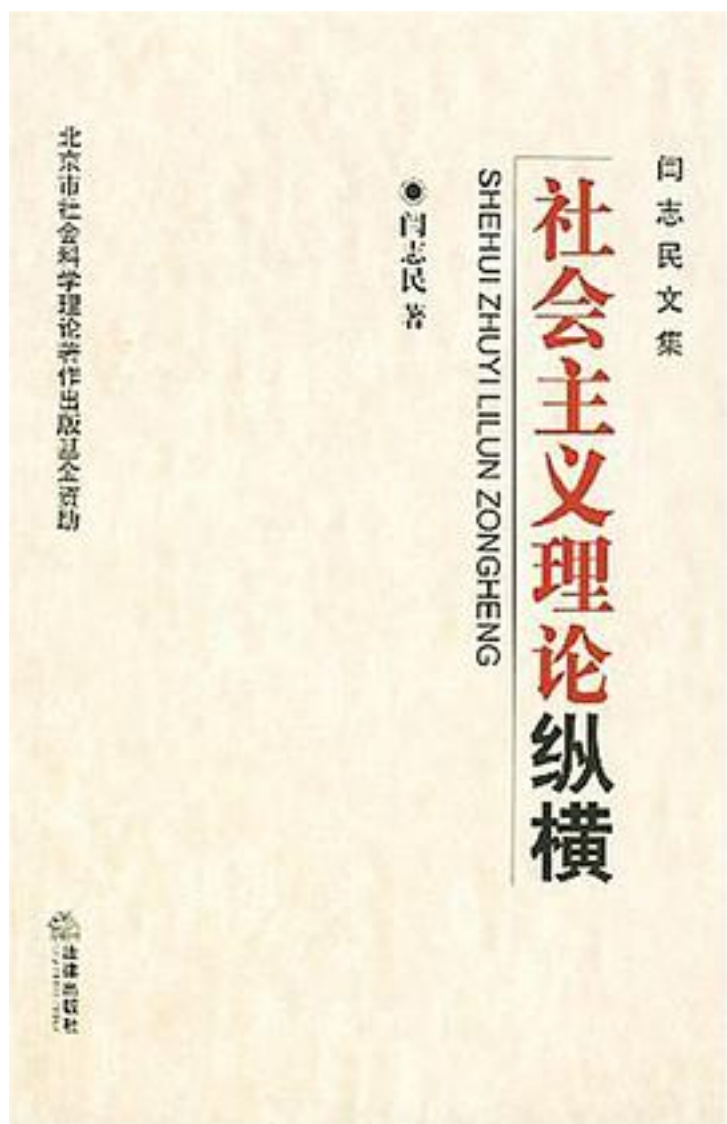 闫志民文集
社会主义理论纵横
SHEHUI ZHUYI LILUN ZONGHENG
闫志民 著
北京市社会科学理论著作出版基金资助
法律出版社